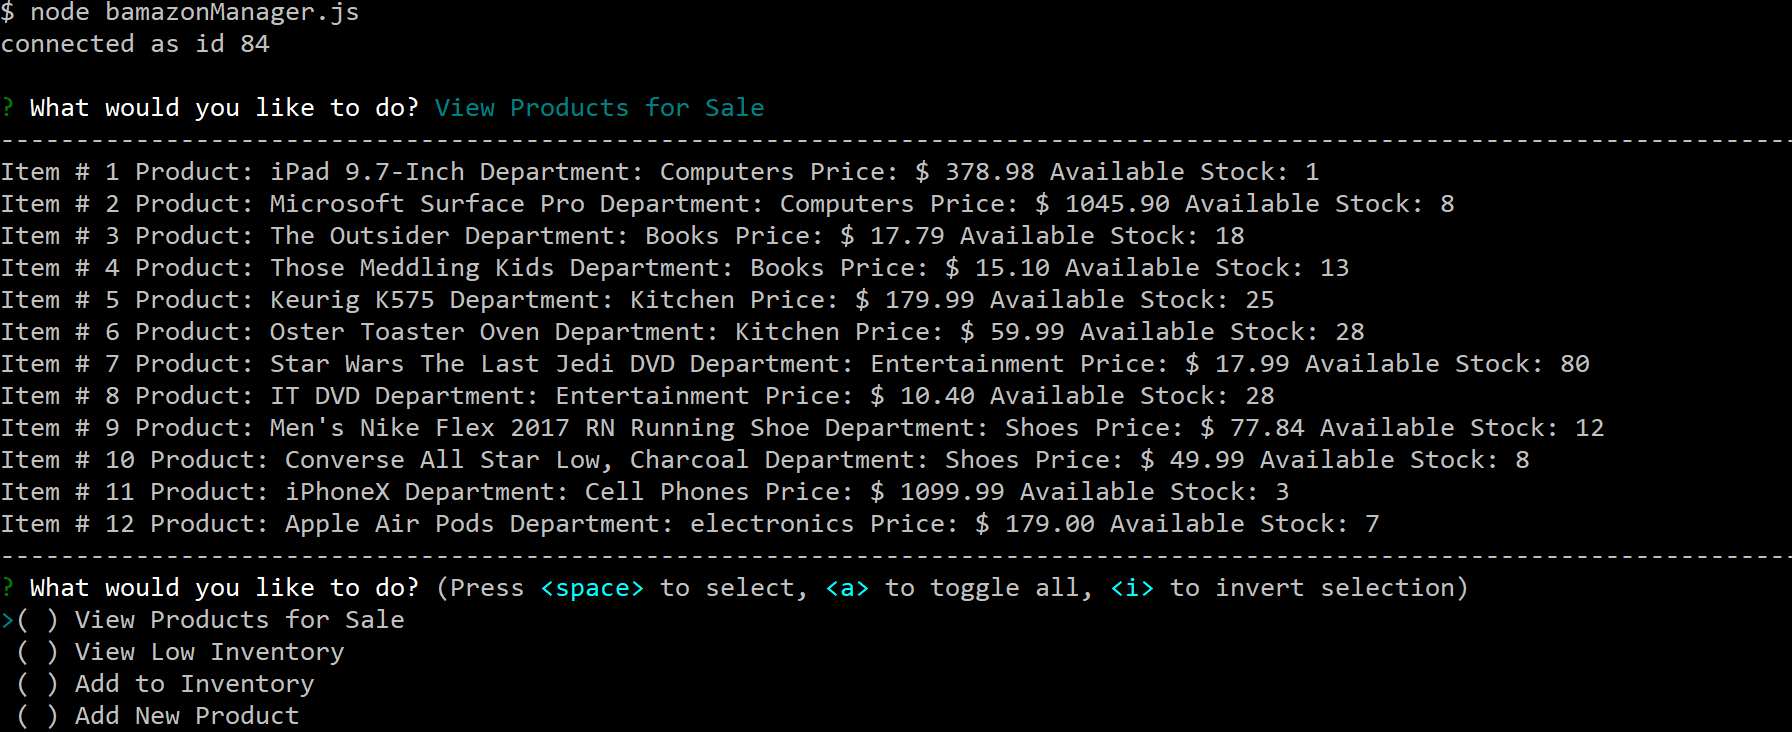 $ node bamazonManager.js
connected as id 84
? What would you like to do? View Products for Sale
------------------------------------------------------------------------------------------------------------------------
Item # 1 Product: iPad 9.7-Inch Department: Computers Price: $ 378.98 Available Stock: 1
Item # 2 Product: Microsoft Surface Pro Department: Computers Price: $ 1045.90 Available Stock: 8
Item # 3 Product: The Outsider Department: Books Price: $ 17.79 Available Stock: 18
Item # 4 Product: Those Meddling Kids Department: Books Price: $ 15.10 Available Stock: 13
Item # 5 Product: Keurig K575 Department: Kitchen Price: $ 179.99 Available Stock: 25
Item # 6 Product: Oster Toaster Oven Department: Kitchen Price: $ 59.99 Available Stock: 28
Item # 7 Product: Star Wars The Last Jedi DVD Department: Entertainment Price: $ 17.99 Available Stock: 80
Item # 8 Product: IT DVD Department: Entertainment Price: $ 10.40 Available Stock: 28
Item # 9 Product: Men's Nike Flex 2017 RN Running Shoe Department: Shoes Price: $ 77.84 Available Stock: 12
Item # 10 Product: Converse All Star Low, Charcoal Department: Shoes Price: $ 49.99 Available Stock: 8
Item # 11 Product: iPhoneX Department: Cell Phones Price: $ 1099.99 Available Stock: 3
Item # 12 Product: Apple Air Pods Department: electronics Price: $ 179.00 Available Stock: 7
------------------------------------------------------------------------------------------------------------------------
? What would you like to do? (Press <space> to select, <a> to toggle all, <i> to invert selection)
>( ) View Products for Sale
( ) View Low Inventory
( ) Add to Inventory
( ) Add New Product